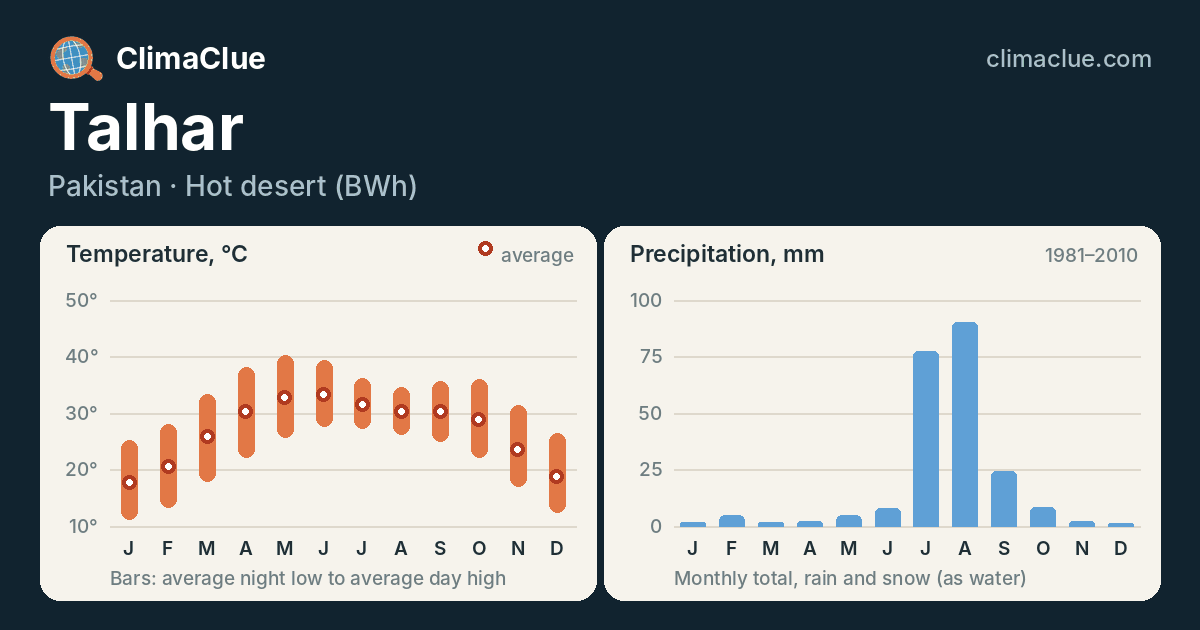 ClimaClue
climaclue.com
Talhar
Pakistan · Hot desert (BWh)
Temperature, °C
average
50°
40°
30°
20°
10°
J F M A M J J A S O N D
Bars: average night low to average day high
Precipitation, mm
1981–2010
100
75
50
25
0
J F M A M J J A S O N D
Monthly total, rain and snow (as water)